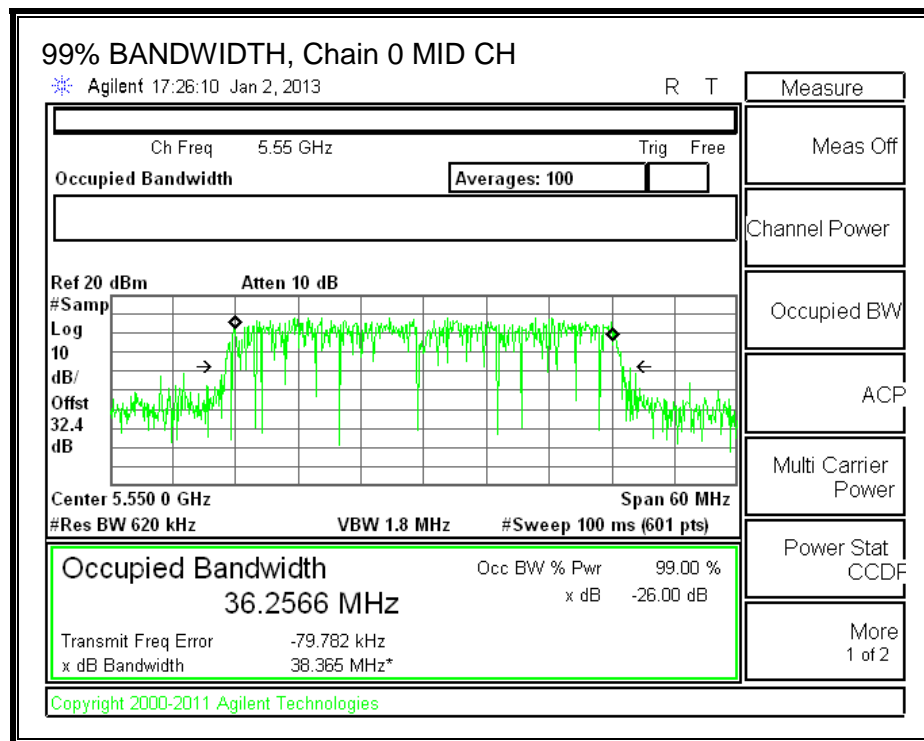 99% BANDWIDTH, Chain 0 MID CH
Agilent 17:26:10 Jan 2, 2013 R T
Measure
Ch Freq 5.55 GHz Trig Free
Occupied Bandwidth Averages: 100
Ref 20 dBm Atten 10 dB
#Samp
Log
10
dB/
Offst
32.4
dB
Center 5.550 0 GHz Span 60 MHz
#Res BW 620 kHz VBW 1.8 MHz #Sweep 100 ms (601 pts)
Occupied Bandwidth Occ BW % Pwr 99.00 %
36.2566 MHz x dB -26.00 dB
Transmit Freq Error -79.782 kHz
x dB Bandwidth 38.365 MHz*
Copyright 2000-2011 Agilent Technologies
Meas Off
Channel Power
Occupied BW
ACP
Multi Carrier
Power
Power Stat
CCDF
More
1 of 2